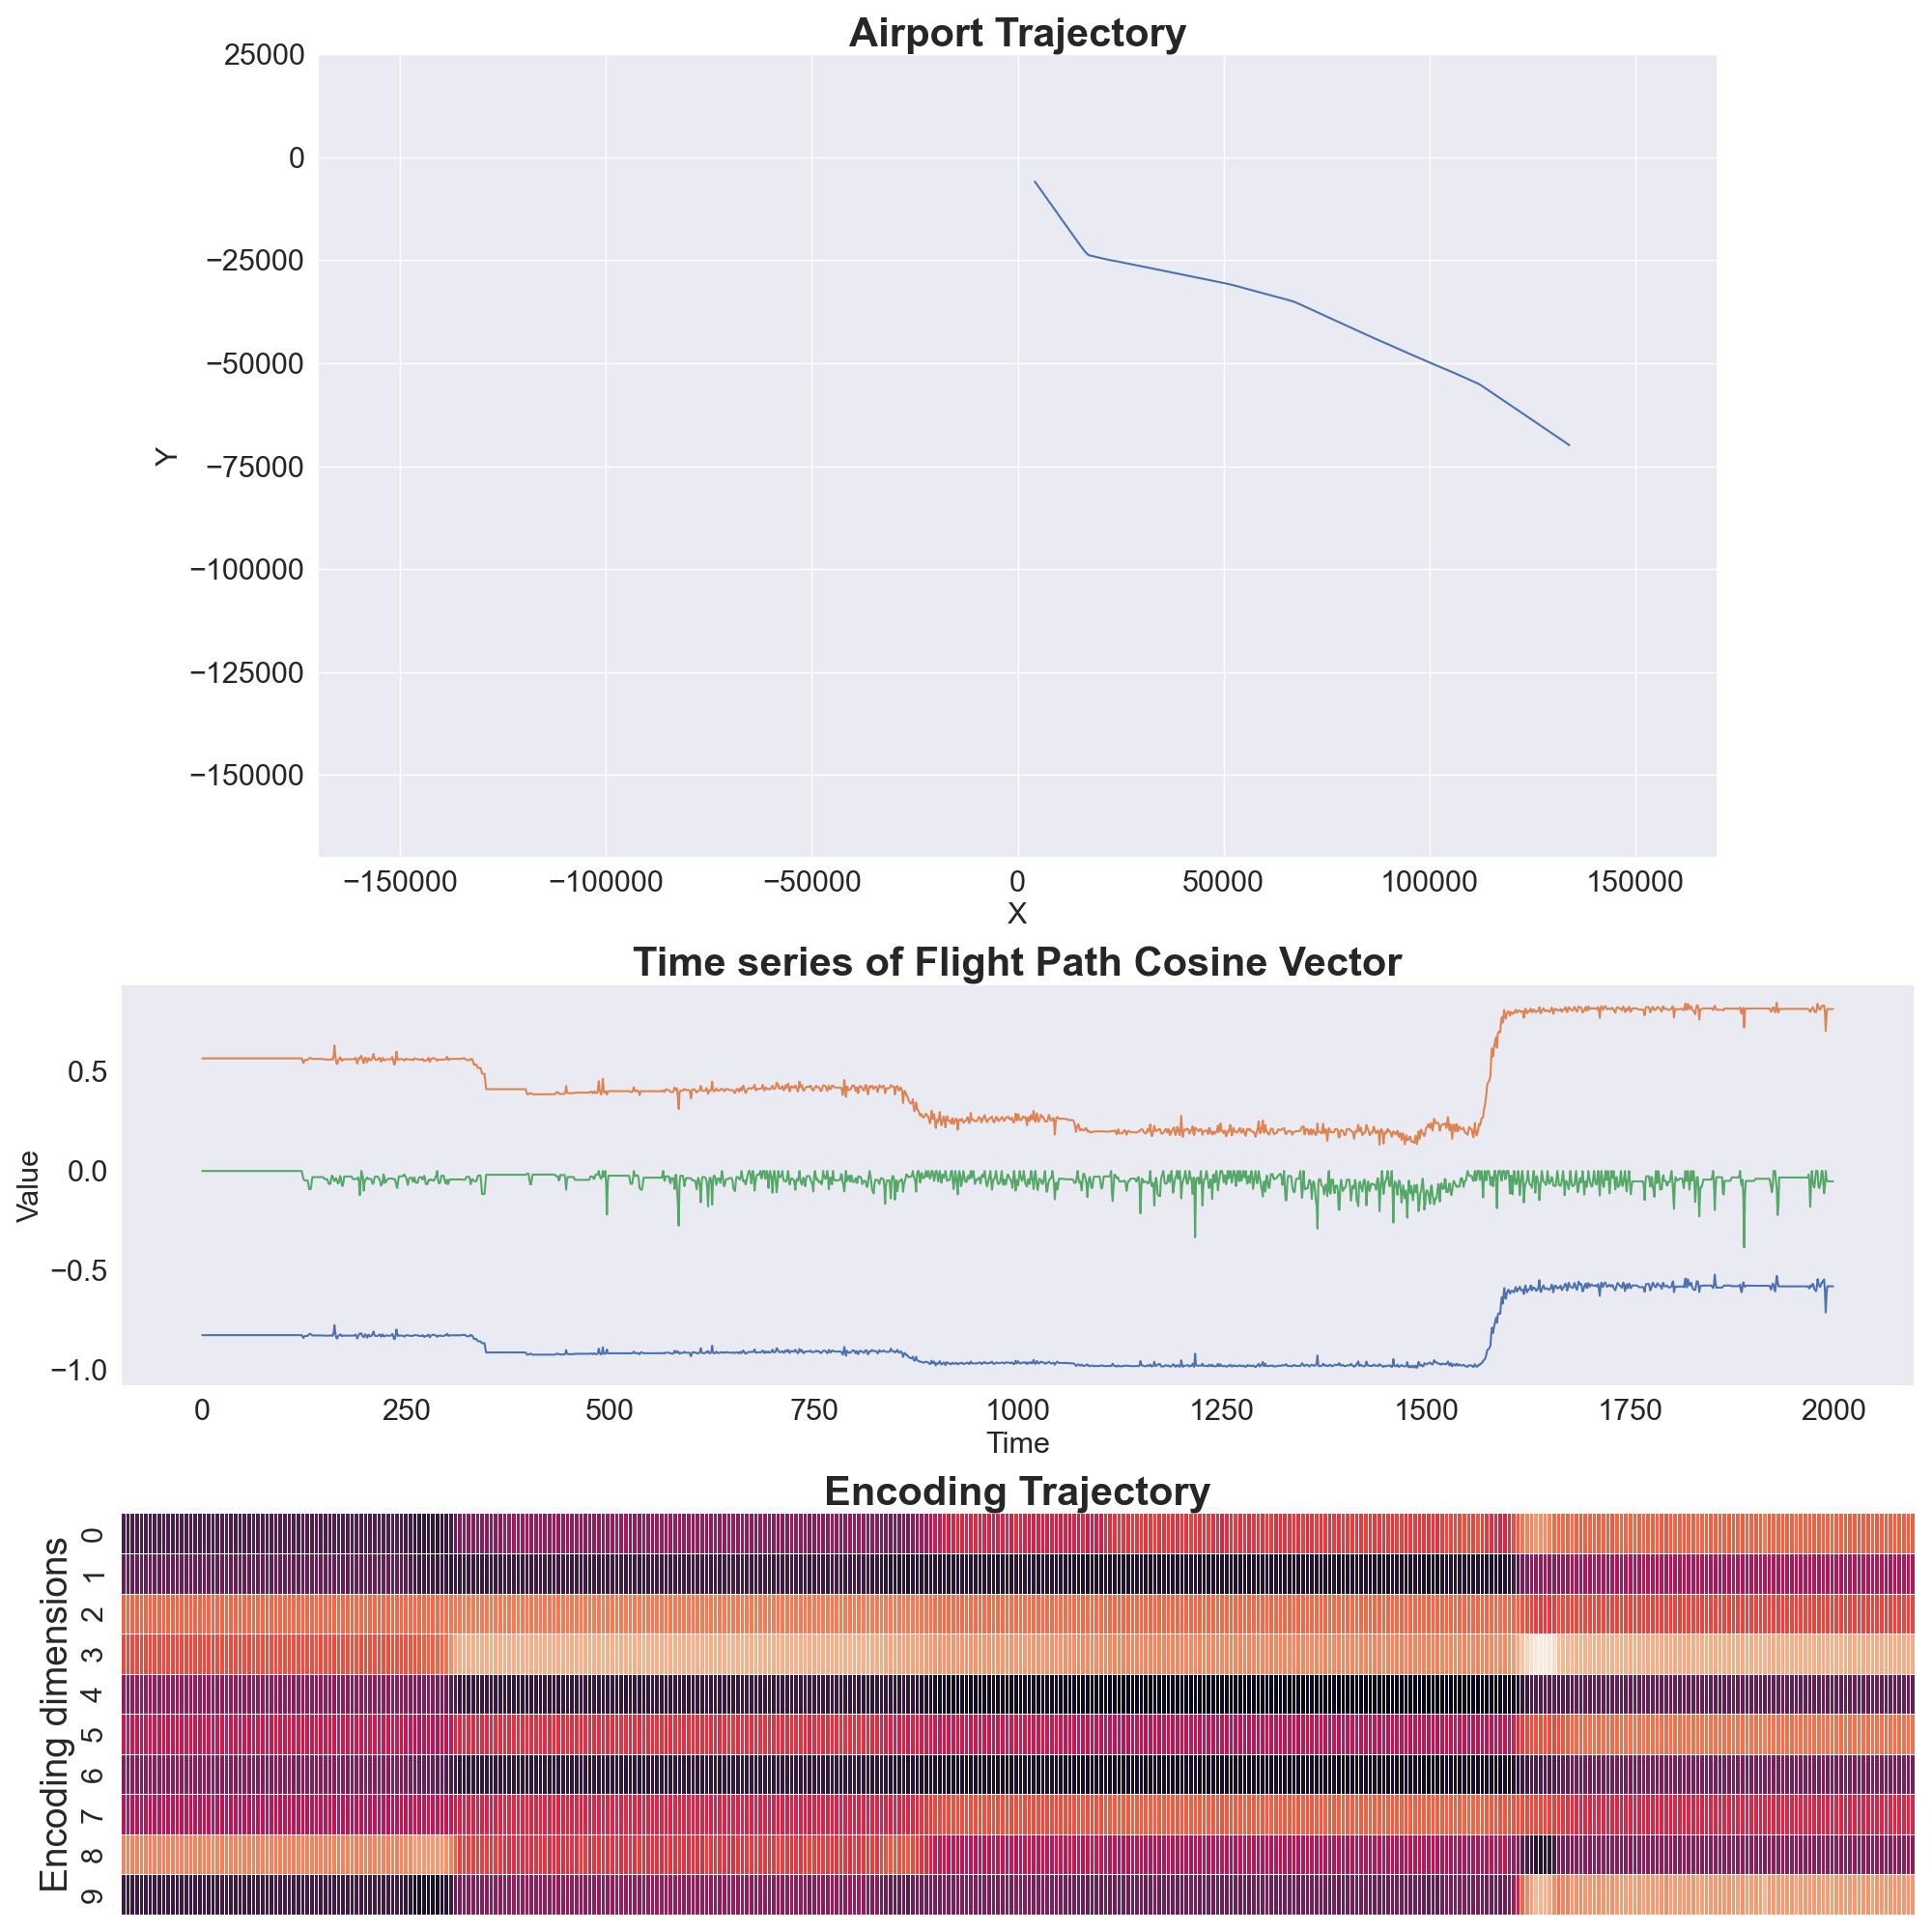 Airport Trajectory
25000
0
−25000
−50000
−75000
−100000
−125000
−150000
Y
−150000 −100000 −50000 0 50000 100000 150000
X
Time series of Flight Path Cosine Vector
0.5
0.0
−0.5
−1.0
Value
0 250 500 750 1000 1250 1500 1750 2000
Time
Encoding Trajectory
Encoding dimensions
0
1
2
3
4
5
6
7
8
9